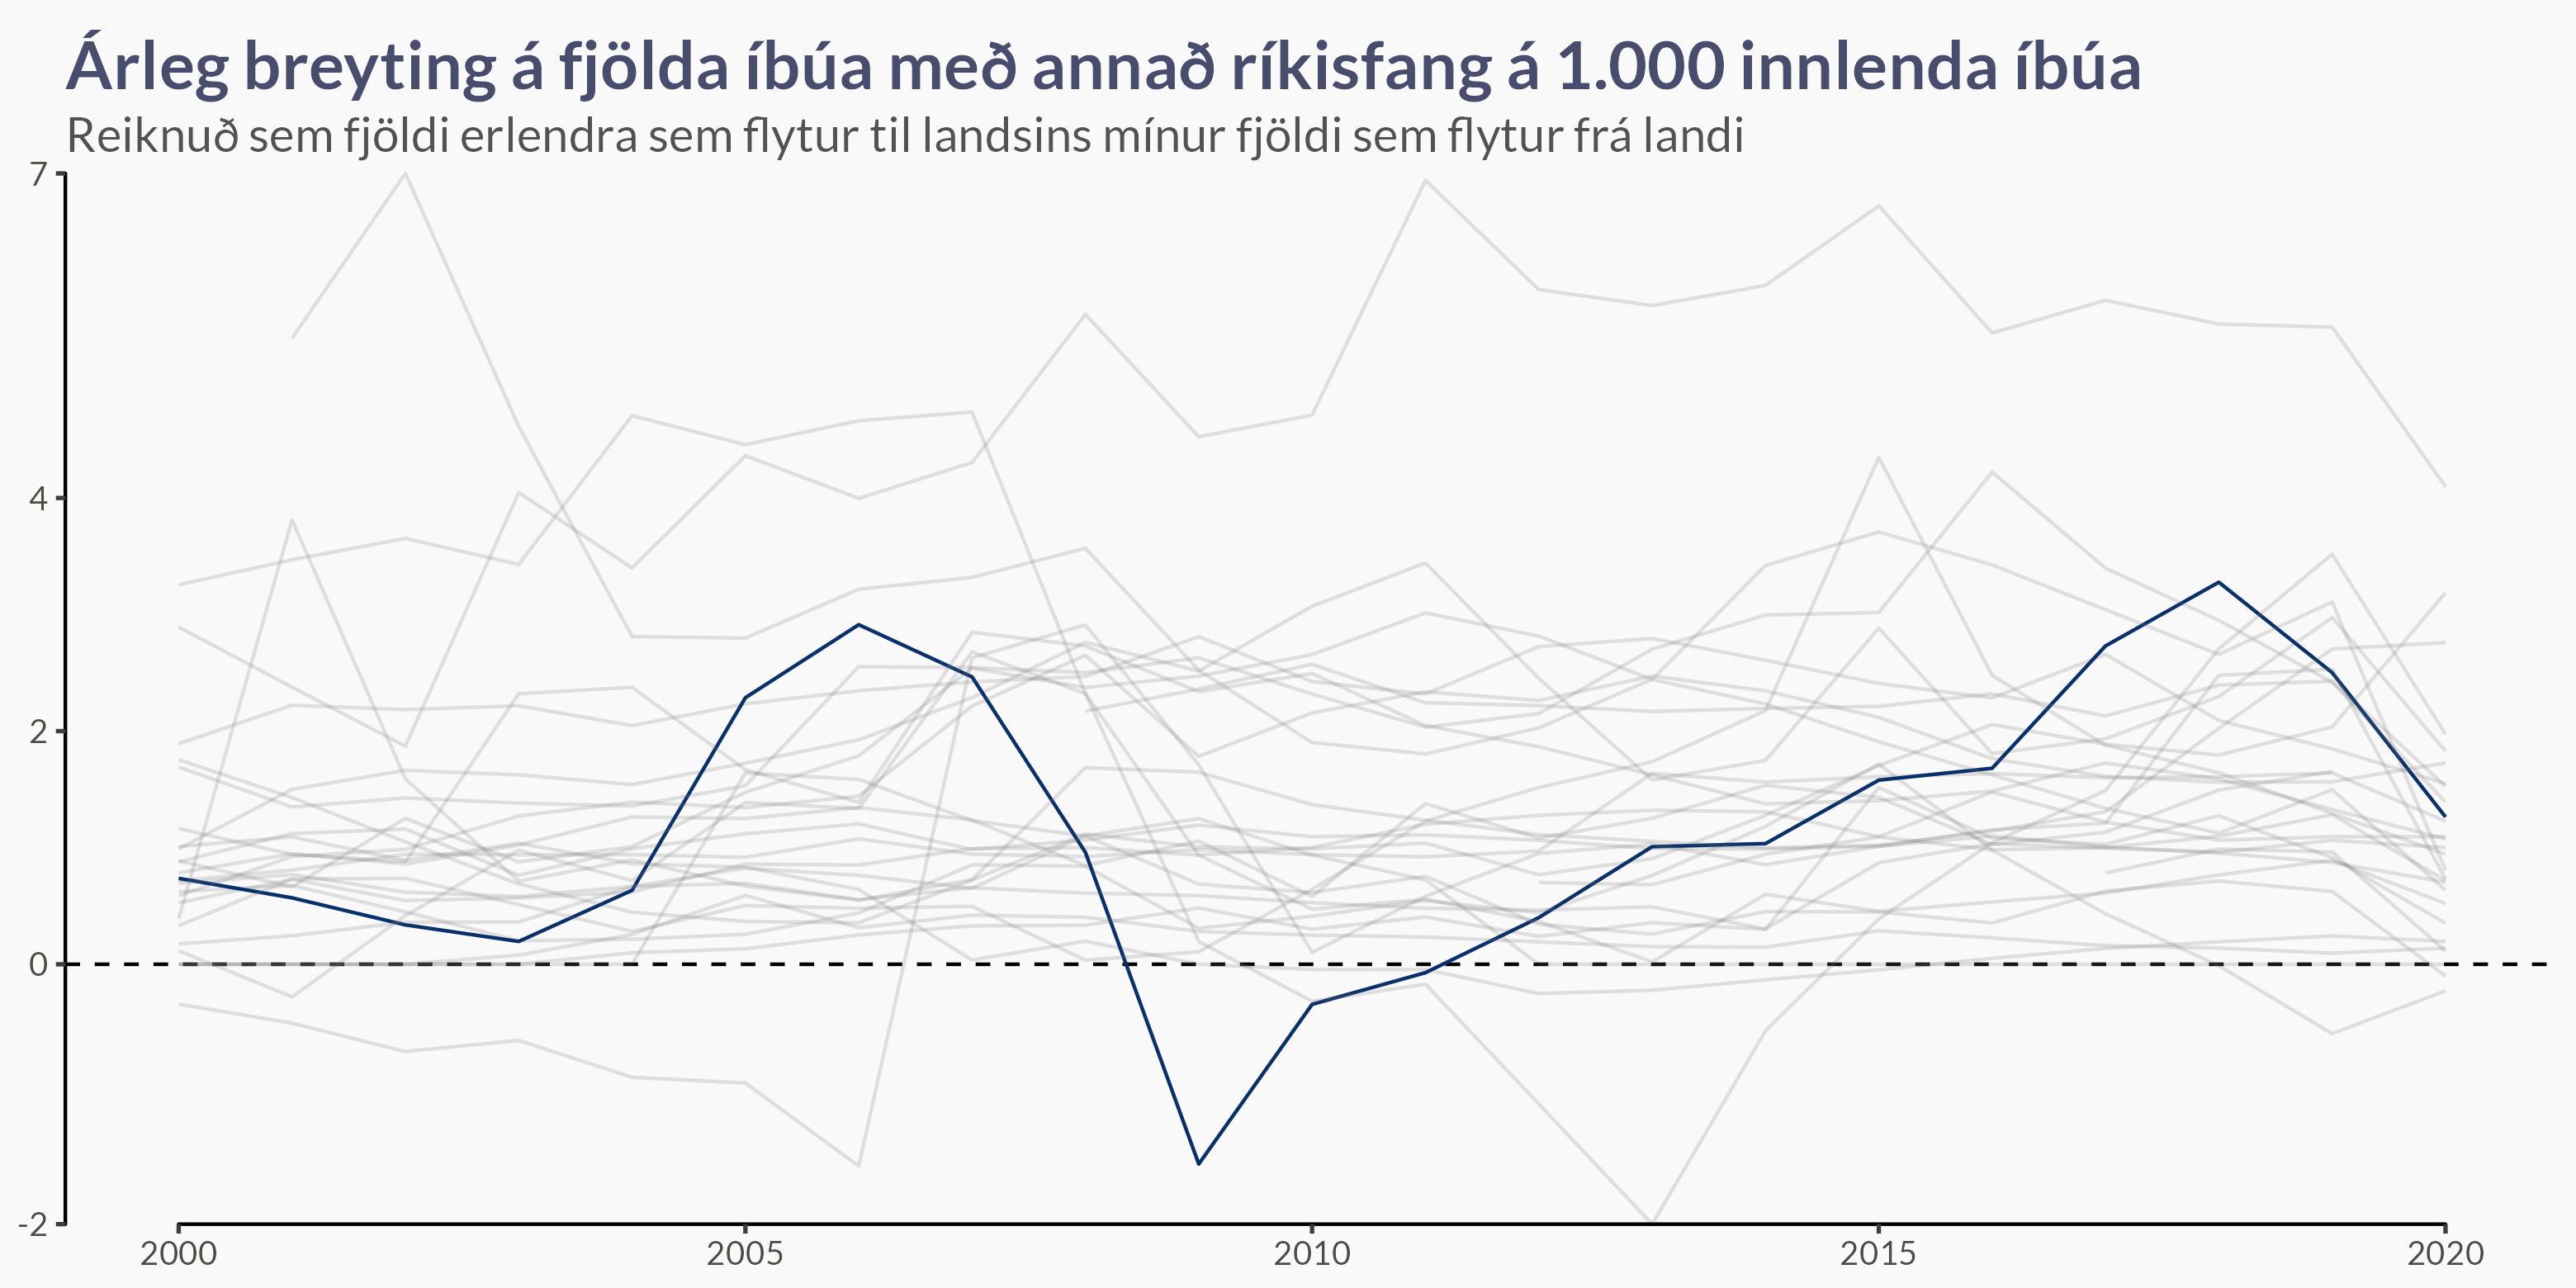 Árleg breyting á fjölda íbúa með annað ríkisfang á 1.000 innlenda íbúa
Reiknuð sem fjöldi erlendra sem flytur til landsins mínur fjöldi sem flytur frá landi
7
4
2
0
-2
2000 2005 2010 2015 2020